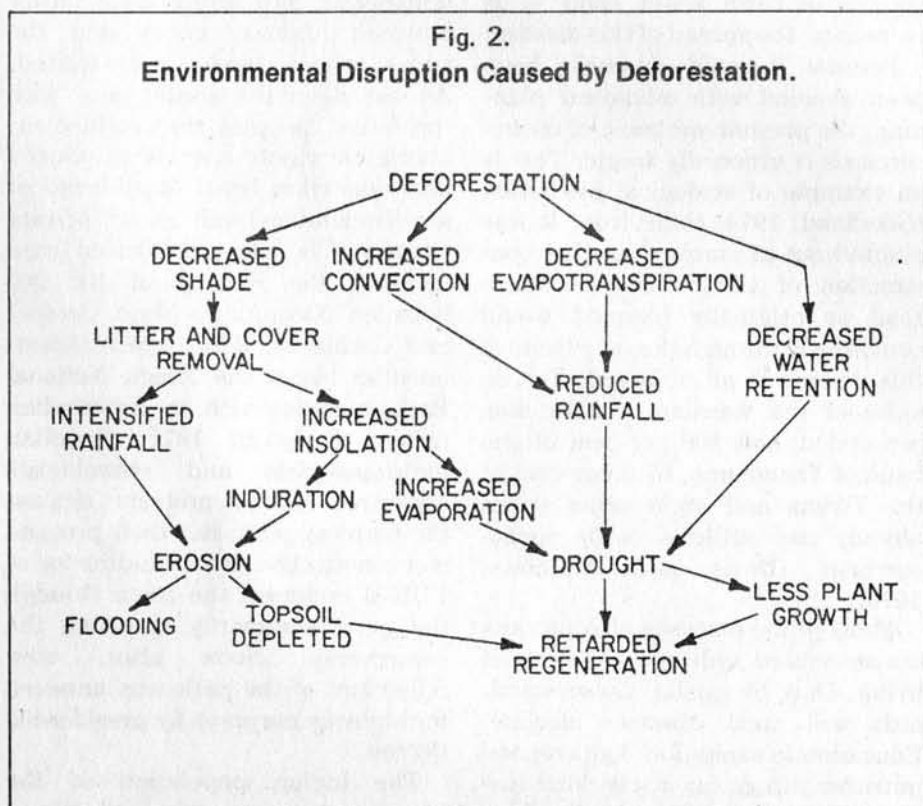 Fig. 2.
Environmental Disruption Caused by Deforestation.
DEFORESTATION
DECREASED
SHADE
INCREASED
CONVECTION
DECREASED
EVAPOTRANSPIRATION
LITTER AND COVER
REMOVAL
DECREASED
WATER
RETENTION
REDUCED
RAINFALL
INTENSIFIED
RAINFALL
INCREASED
INSOLATION
INDURATION
INCREASED
EVAPORATION
EROSION
DROUGHT
LESS PLANT
GROWTH
FLOODING
TOPSOIL
DEPLETED
RETARDED
REGENERATION